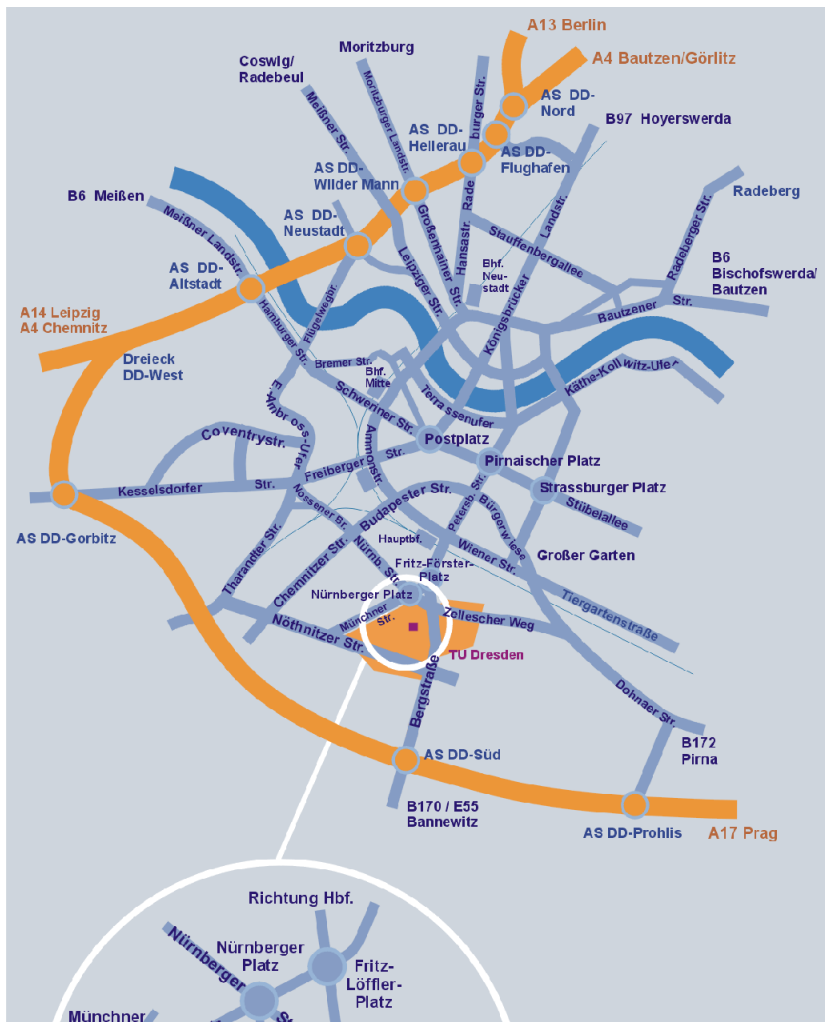 A13 Berlin
A4 Bautzen/Görlitz
Moritzburg
Coswig/
Radebeul
Meißner Str.
Moritzburger Landstr.
Rade
burger Str.
AS DD-
Nord
AS DD-
Hellerau
AS DD-
Flughafen
B97 Hoyerswerda
AS DD-
Wilder Mann
B6 Meißen
Meißner Landstr.
AS DD-
Neustadt
Radeberg
Radeberger Str.
Großenhainer Str.
Hansastr.
Landstr.
Königsbrücker
Stauffenbergallee
Leipziger Str.
Bhf.
Neu-
stadt
B6
Bischofswerda/
Bautzen
AS DD-
Altstadt
Bautzener Str.
A14 Leipzig
A4 Chemnitz
Hamburger Str.
Flügelwegbr.
Dreieck
DD-West
Bremer Str.
Bhf.
Mitte
Käthe-Kollwitz-Ufer
E.-Ambross-Ufer
Schweriner Str.
Terrassenufer
Coventrystr.
Ammonstr.
Postplatz
Freiberger Str.
Pirnaischer Platz
Kesselsdorfer Str.
Strassburger Platz
Nossener Br.
Budapester Str.
Petersb. Str.
Bürgerwiese
Stübelallee
AS DD-Gorbitz
Hauptbf.
Wiener Str.
Großer Garten
Tharandter Str.
Chemnitzer Str.
Nürnb. Str.
Fritz-Förster-
Platz
Nürnberger Platz
Tiergartenstraße
Münchner
Str.
Zellescher Weg
Nöthnitzer Str.
TU Dresden
Bergstraße
Dohnaer Str.
B172
Pirna
AS DD-Süd
B170 / E55
Bannewitz
AS DD-Prohlis
A17 Prag
Richtung Hbf.
Nürnberger
Nürnberger
Platz
Fritz-
Löffler-
Platz
Münchner